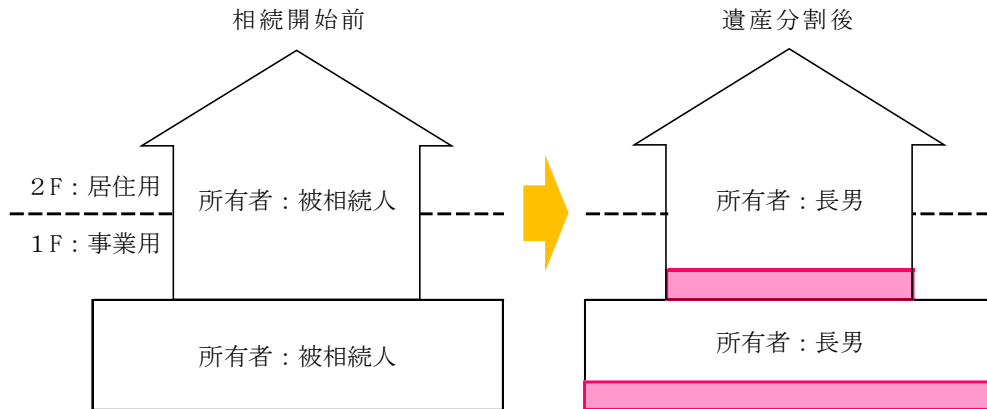 相続開始前
遺産分割後
２Ｆ：居住用
１Ｆ：事業用
所有者：被相続人
所有者：被相続人
所有者：長男
所有者：長男